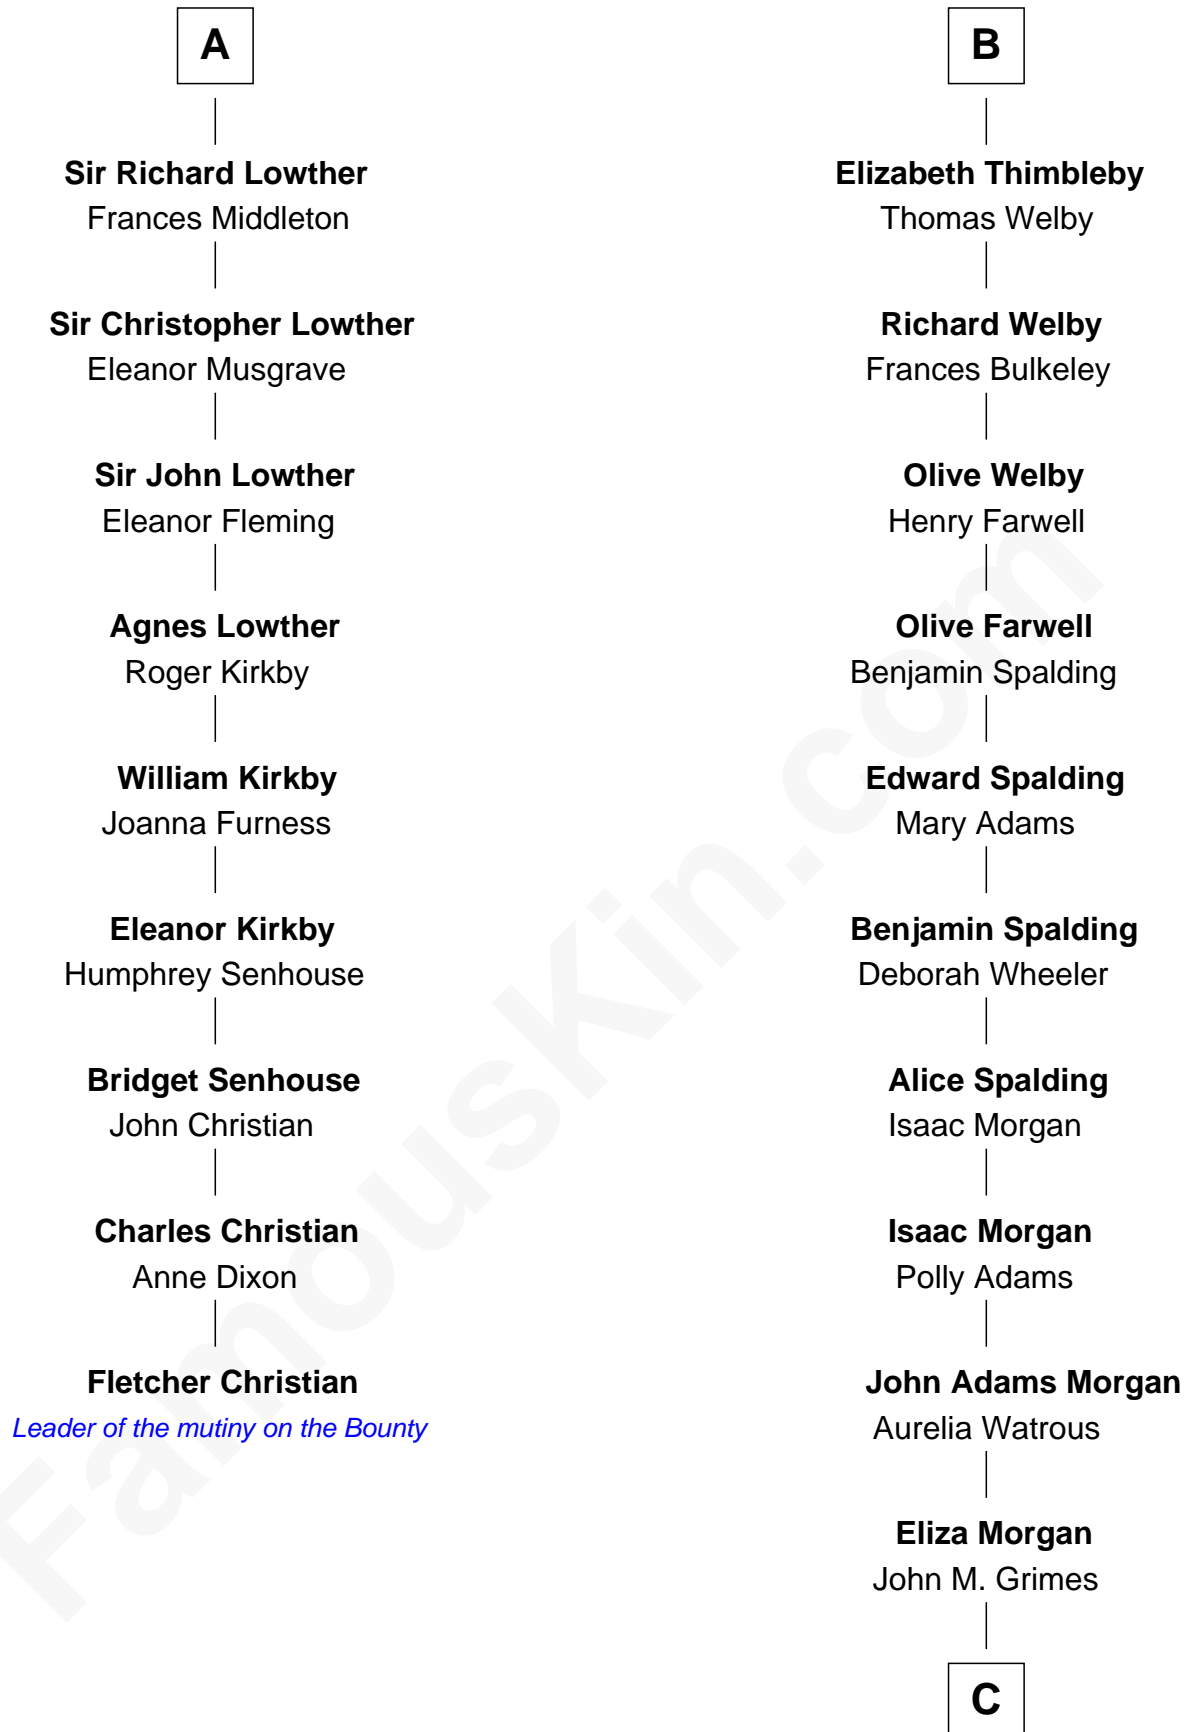 A
Sir Richard Lowther
Frances Middleton
Sir Christopher Lowther
Eleanor Musgrave
Sir John Lowther
Eleanor Fleming
Agnes Lowther
Roger Kirkby
William Kirkby
Joanna Furness
Eleanor Kirkby
Humphrey Senhouse
Bridget Senhouse
John Christian
Charles Christian
Anne Dixon
Fletcher Christian
Leader of the mutiny on the Bounty
B
Elizabeth Thimbleby
Thomas Welby
Richard Welby
Frances Bulkeley
Olive Welby
Henry Farwell
Olive Farwell
Benjamin Spalding
Edward Spalding
Mary Adams
Benjamin Spalding
Deborah Wheeler
Alice Spalding
Isaac Morgan
Isaac Morgan
Polly Adams
John Adams Morgan
Aurelia Watrous
Eliza Morgan
John M. Grimes
C
FamousKin.com